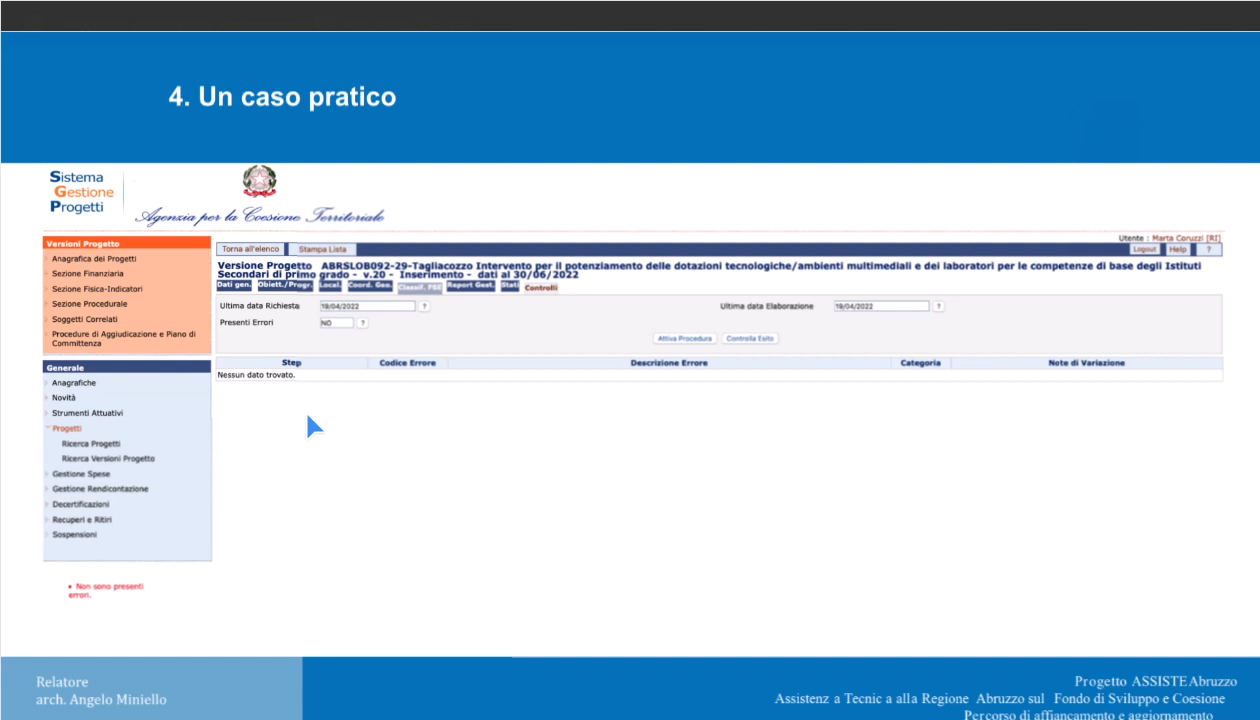 4. Un caso pratico
Sistema
Gestione
Progetti
Agenzia per la Coesione Territoriale
Utente : Marta Coruzzi [RI]
Versioni Progetto
Anagrafica dei Progetti
Sezione Finanziaria
Sezione Fisica-Indicatori
Sezione Procedurale
Soggetti Correlati
Procedure di Aggiudicazione e Piano di
Committenza
Generale
Anagrafiche
Novità
Strumenti Attuativi
Progetti
Ricerca Progetti
Ricerca Versioni Progetto
Gestione Spese
Gestione Rendicontazione
Decertificazioni
Recuperi e Ritiri
Sospensioni
• Non sono presenti
errori.
Torna all'elenco Stampa Lista Logout Help ?
Versione Progetto ABRSLOB092-29-Tagliacozzo Intervento per il potenziamento delle dotazioni tecnologiche/ambienti multimediali e dei laboratori per le competenze di base degli Istituti
Secondari di primo grado - v.20 - Inserimento - dati al 30/06/2022
Dati gen. Obiett./Progr. Local. Coord. Geo. Classif. FSE Report Gest. Stati Controlli
Ultima data Richiesta 19/04/2022 ? Ultima data Elaborazione 19/04/2022 ?
Presenti Errori NO ?
Attiva Procedura Controlla Esito
Step Codice Errore Descrizione Errore Categoria Note di Variazione
Nessun dato trovato.
Relatore
arch. Angelo Miniello
Progetto ASSISTE Abruzzo
Assistenz a Tecnic a alla Regione Abruzzo sul Fondo di Sviluppo e Coesione
Percorso di affiancamento e aggiornamento